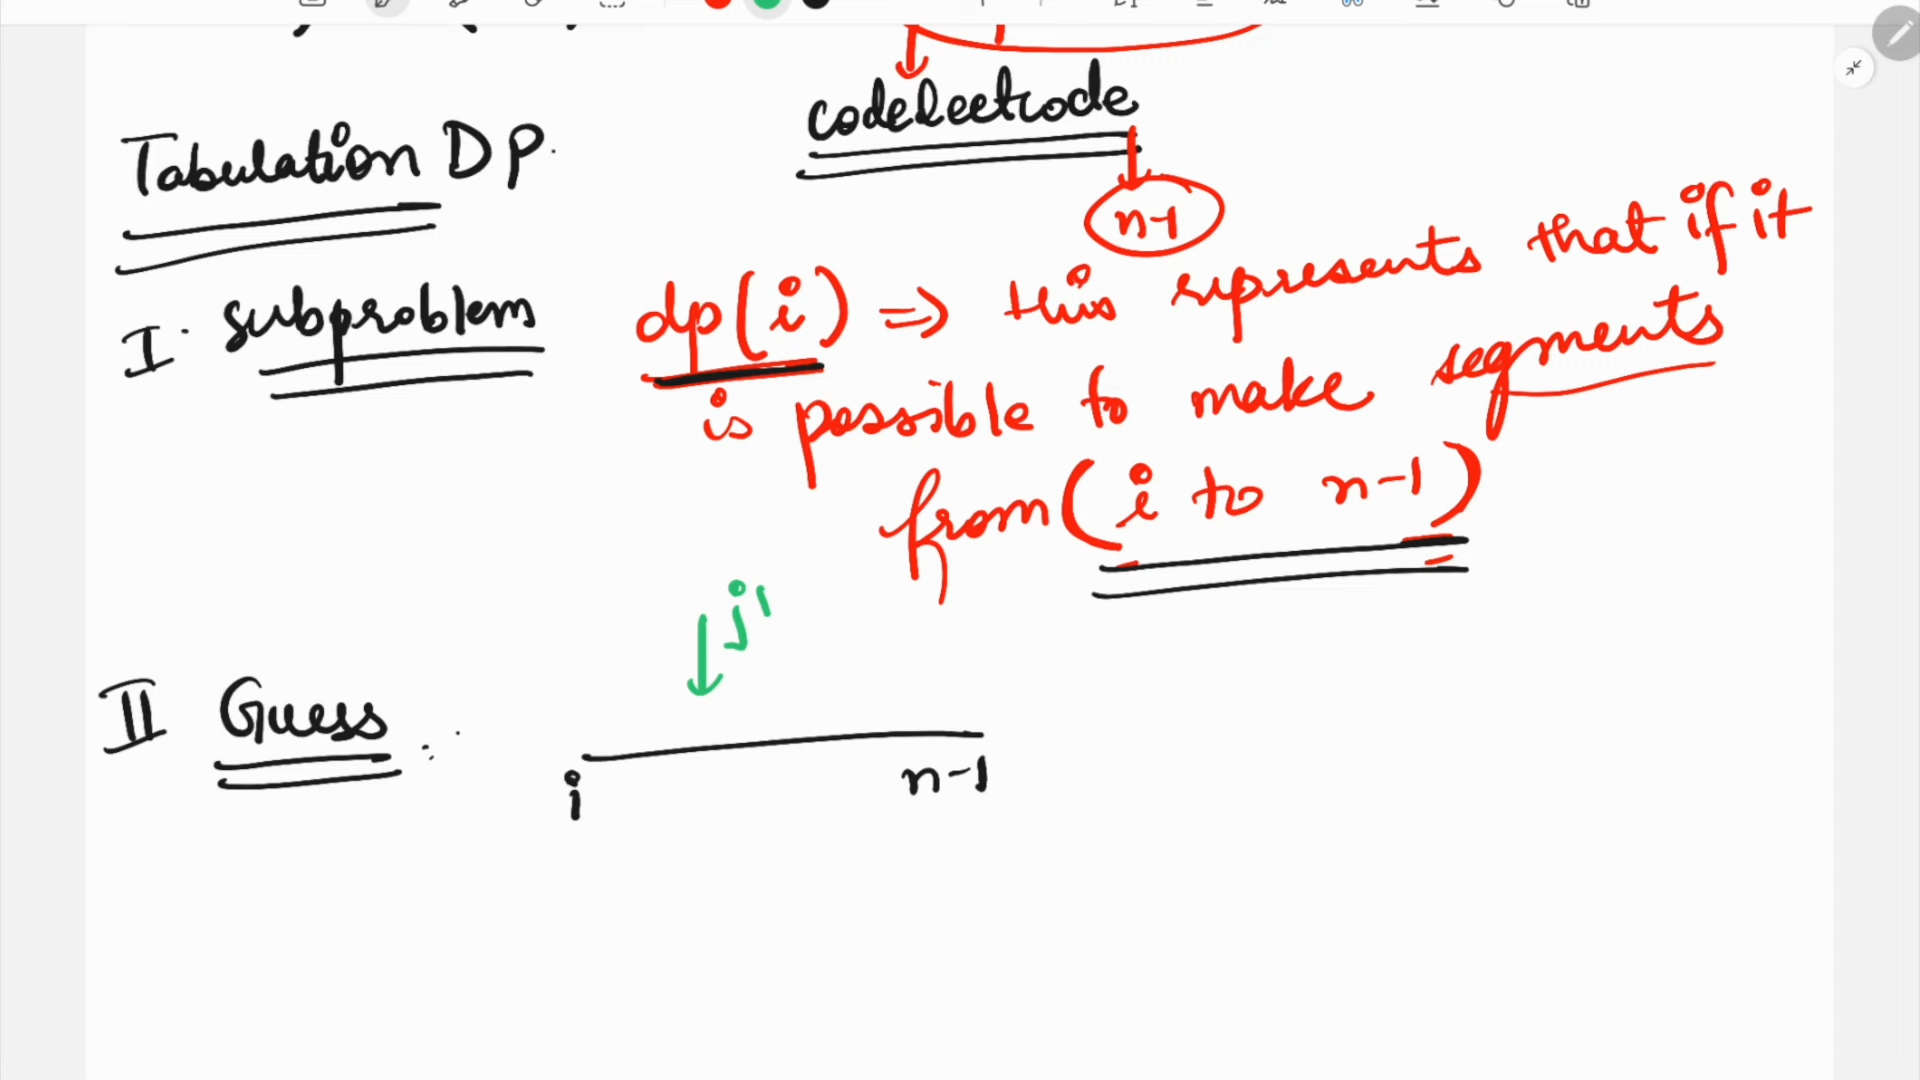 codeleetcode
Tabulation DP.
n-1
I. subproblem dp(i) => this represents that if it
is possible to make segments
from (i to n-1)
j
II Guess :
i n-1